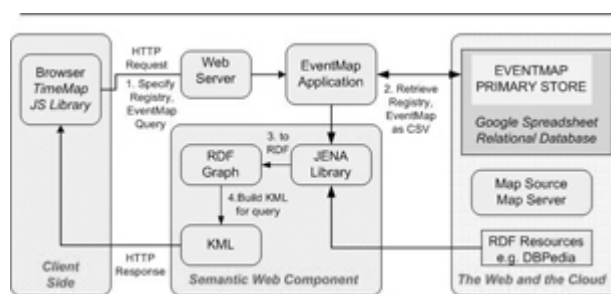 HTTP
Request
Browser
TimeMap
JS Library
1. Specify
Registry,
EventMap
Query
Web
Server
EventMap
Application
2. Retrieve
Registry,
EventMap
as CSV
EVENTMAP
PRIMARY STORE
Google Spreadsheet
Relational Database
3. to
RDF
RDF
Graph
JENA
Library
4.Build KML
for query
KML
Map Source
Map Server
RDF Resources
e.g. DBPedia
HTTP
Response
Client
Side
Semantic Web Component
The Web and the Cloud